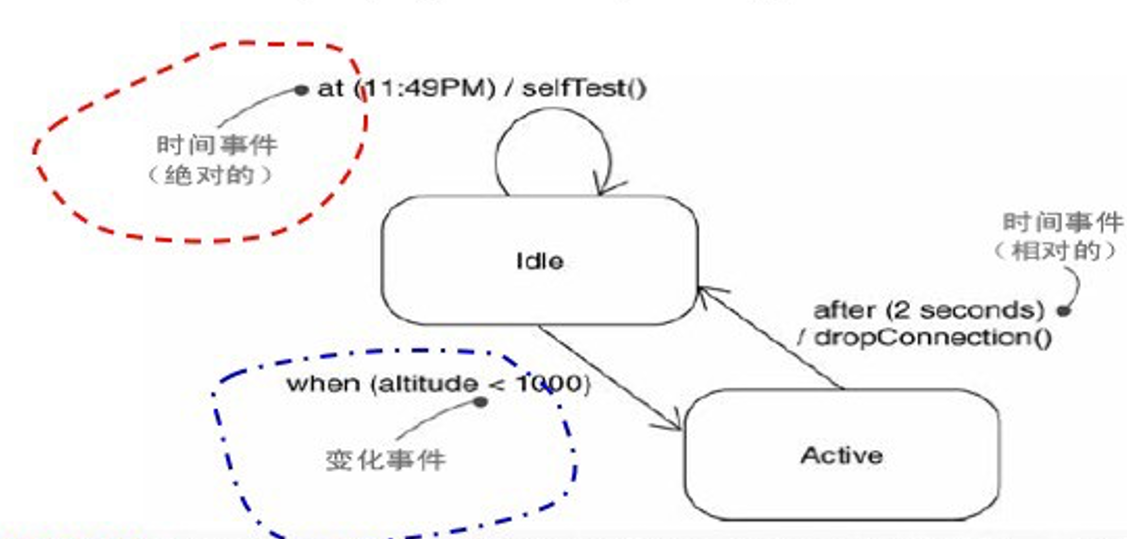 at (11:49PM) / selfTest()
时间事件
（绝对的）
Idle
时间事件
（相对的）
after (2 seconds)
/ dropConnection()
when (altitude < 1000)
变化事件
Active